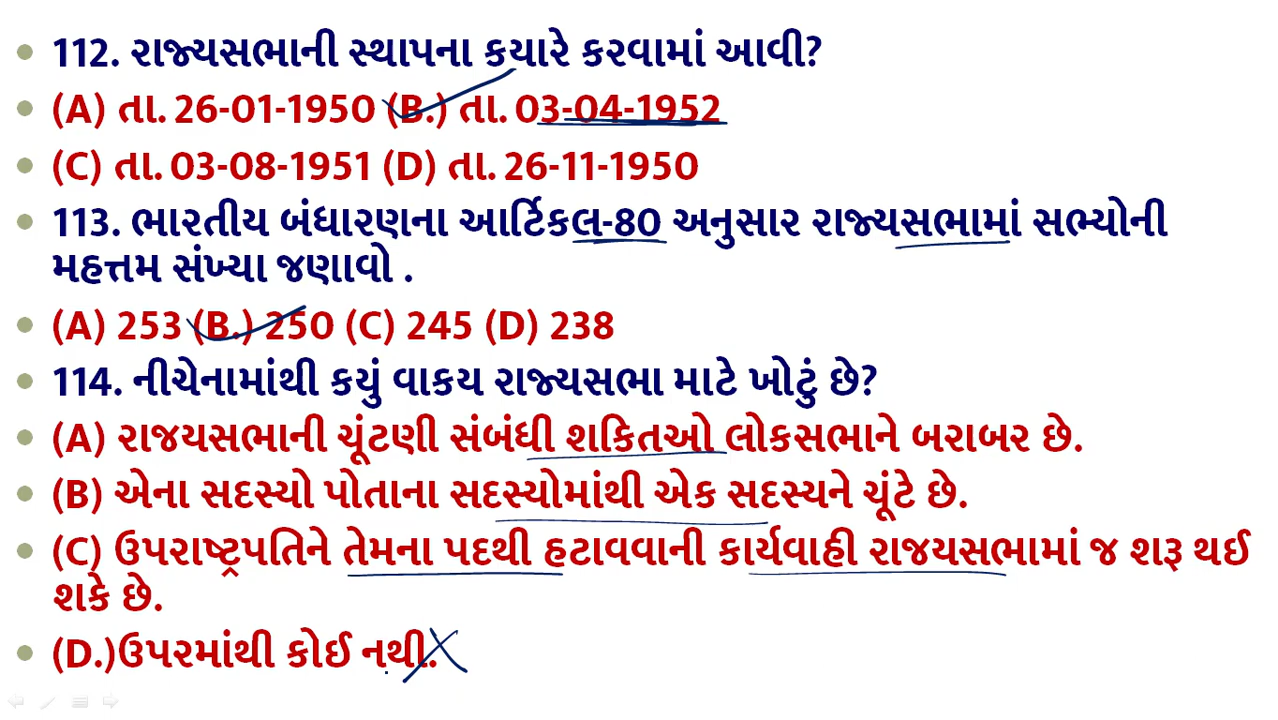 112. રાજ્યસભાની સ્થાપના કયારે કરવામાં આવી?
(A) તા. 26-01-1950 (B.) તા. 03-04-1952
(C) તા. 03-08-1951 (D) તા. 26-11-1950
113. ભારતીય બંધારણના આર્ટિકલ-80 અનુસાર રાજ્યસભામાં સભ્યોની
મહત્તમ સંખ્યા જણાવો .
(A) 253 (B.) 250 (C) 245 (D) 238
114. નીચેનામાંથી કયું વાકય રાજ્યસભા માટે ખોટું છે?
(A) રાજયસભાની ચૂંટણી સંબંધી શકિતઓ લોકસભાને બરાબર છે.
(B) એના સદસ્યો પોતાના સદસ્યોમાંથી એક સદસ્યને ચૂંટે છે.
(C) ઉપરાષ્ટ્રપતિને તેમના પદથી હટાવવાની કાર્યવાહી રાજયસભામાં જ શરૂ થઈ
શકે છે.
(D.)ઉપરમાંથી કોઈ નથી.